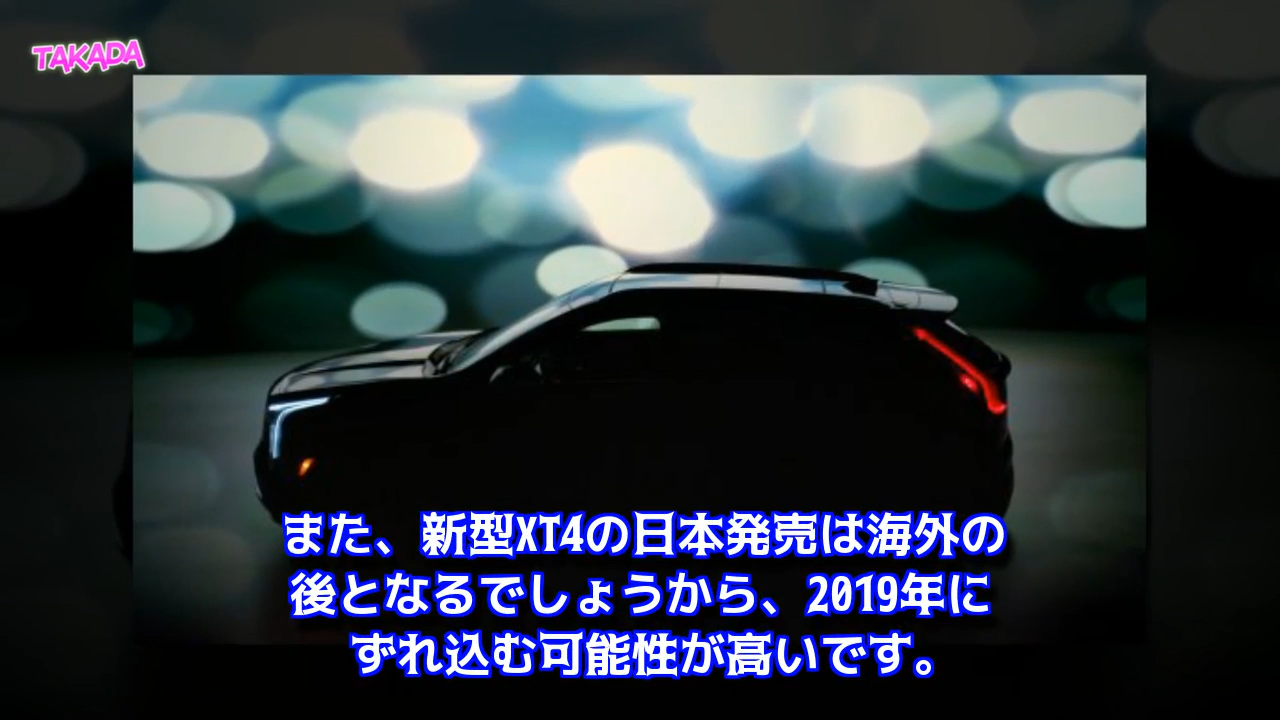 TAKADA
また、新型XT4の日本発売は海外の
後となるでしょうから、2019年に
ずれ込む可能性が高いです。